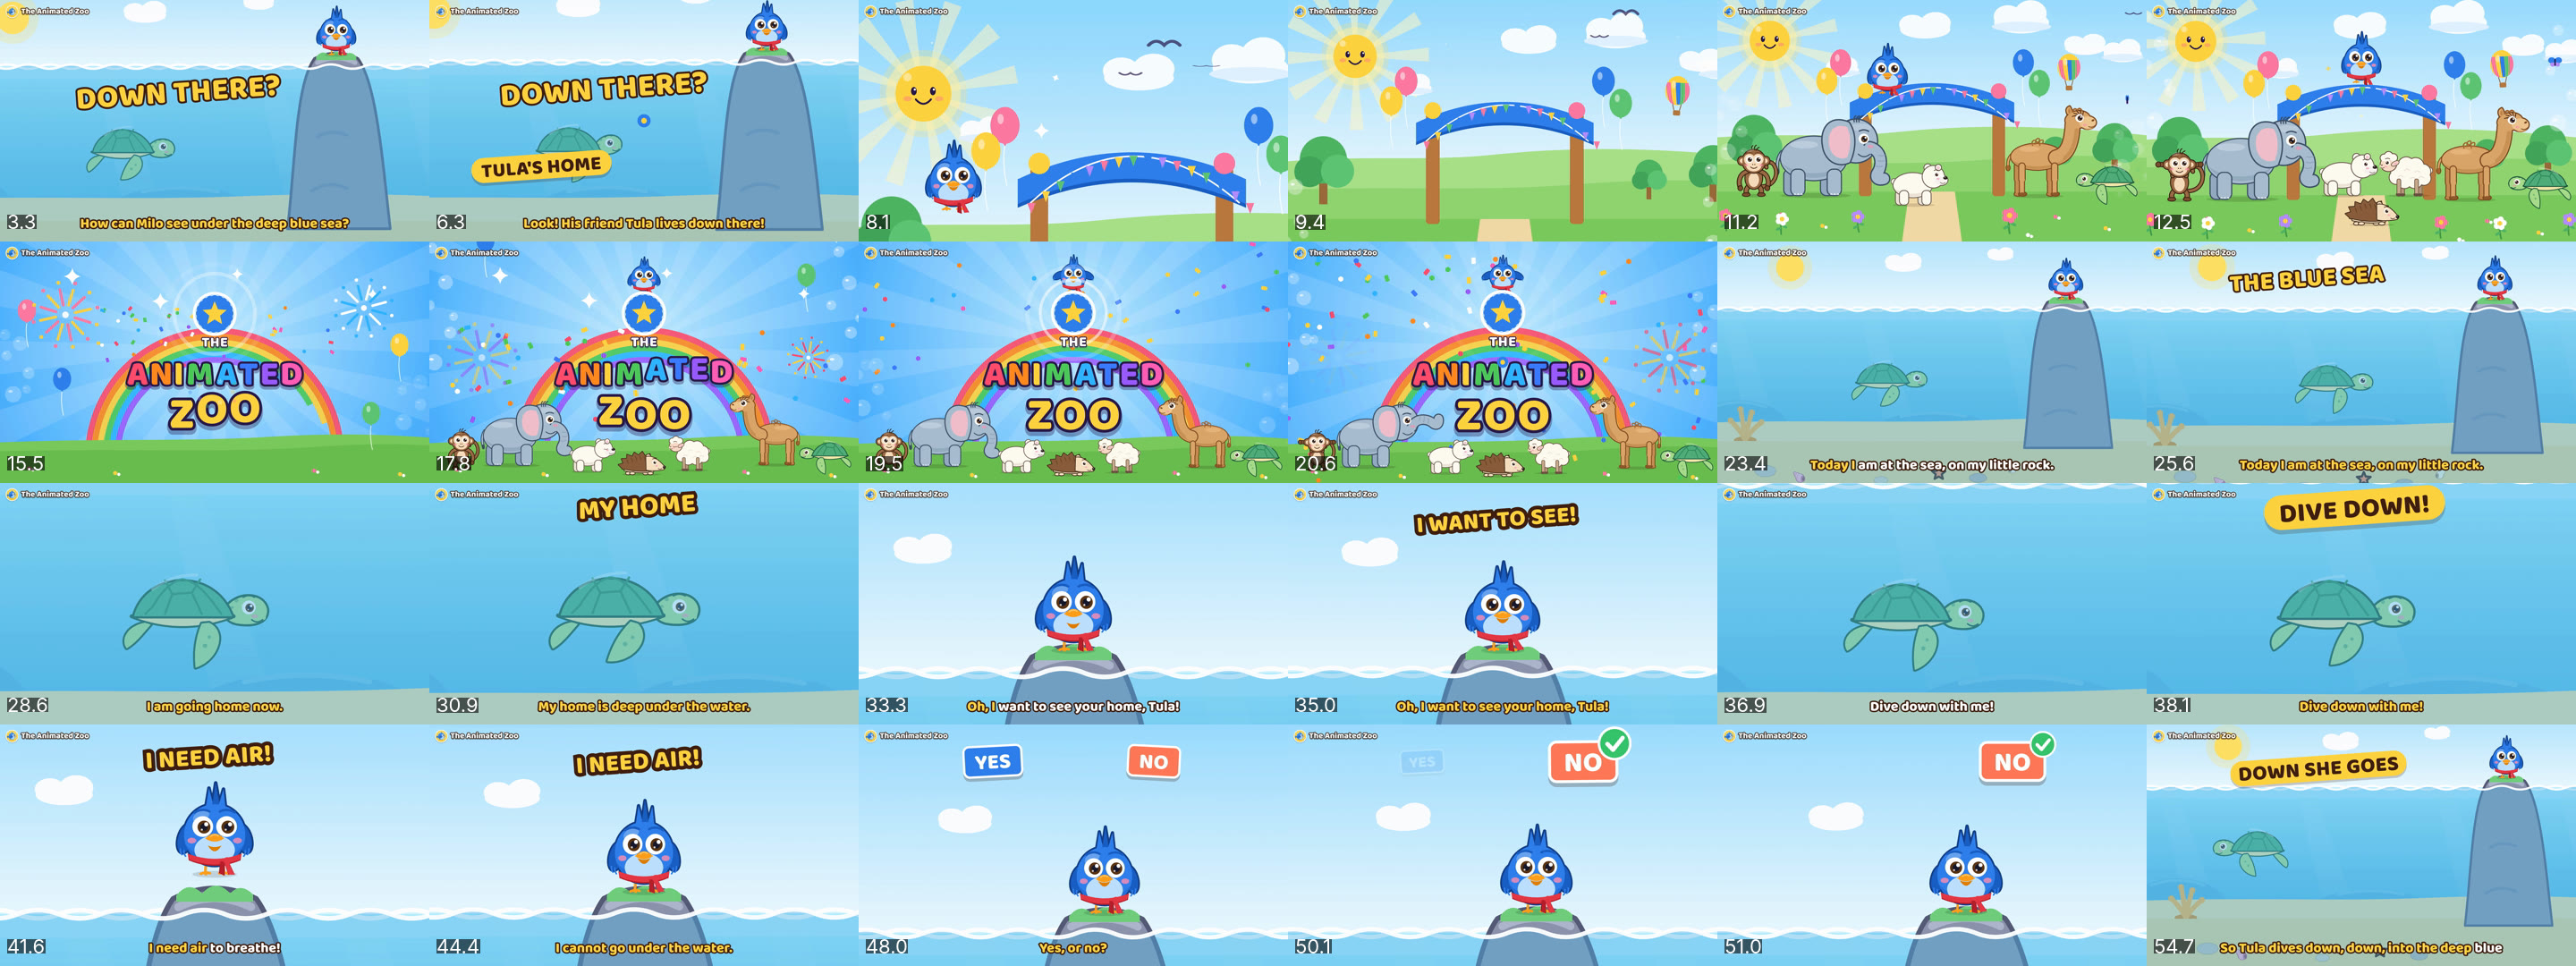 The Animated Zoo
DOWN THERE?
3.3
How can Milo see under the deep blue sea?
The Animated Zoo
DOWN THERE?
TULA'S HOME
6.3
Look! His friend Tula lives down there!
The Animated Zoo
8.1
The Animated Zoo
9.4
The Animated Zoo
11.2
The Animated Zoo
12.5
The Animated Zoo
THE
ANIMATED
ZOO
15.5
The Animated Zoo
THE
ANIMATED
ZOO
17.8
The Animated Zoo
THE
ANIMATED
ZOO
19.5
The Animated Zoo
THE
ANIMATED
ZOO
20.6
The Animated Zoo
23.4
Today I am at the sea, on my little rock.
The Animated Zoo
THE BLUE SEA
25.6
Today I am at the sea, on my little rock.
The Animated Zoo
28.6
I am going home now.
The Animated Zoo
MY HOME
30.9
My home is deep under the water.
The Animated Zoo
33.3
Oh, I want to see your home, Tula!
The Animated Zoo
I WANT TO SEE!
35.0
Oh, I want to see your home, Tula!
The Animated Zoo
36.9
Dive down with me!
The Animated Zoo
DIVE DOWN!
38.1
Dive down with me!
The Animated Zoo
I NEED AIR!
41.6
I need air to breathe!
The Animated Zoo
I NEED AIR!
44.4
I cannot go under the water.
The Animated Zoo
YES
NO
48.0
Yes, or no?
The Animated Zoo
YES
NO
50.1
The Animated Zoo
NO
51.0
The Animated Zoo
DOWN SHE GOES
54.7
So Tula dives down, down, into the deep blue